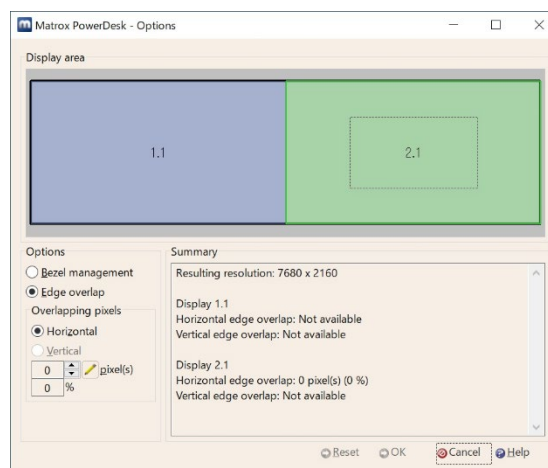 Matrox PowerDesk - Options
Display area
1.1
2.1
Options
Bezel management
Edge overlap
Overlapping pixels
Horizontal
Vertical
0 pixel(s)
0 %
Summary
Resulting resolution: 7680 x 2160
Display 1.1
Horizontal edge overlap: Not available
Vertical edge overlap: Not available
Display 2.1
Horizontal edge overlap: 0 pixel(s) (0 %)
Vertical edge overlap: Not available
Reset OK Cancel Help